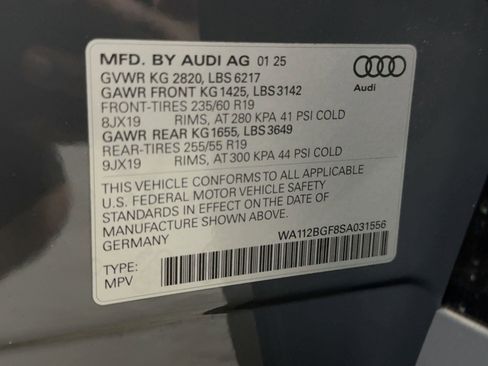 MFD. BY AUDI AG 01 25
GVWR KG 2820, LBS 6217
GAWR FRONT KG 1425, LBS 3142
FRONT-TIRES 235/60 R19
8JX19 RIMS, AT 280 KPA 41 PSI COLD
GAWR REAR KG 1655, LBS 3649
REAR-TIRES 255/55 R19
9JX19 RIMS, AT 300 KPA 44 PSI COLD
THIS VEHICLE CONFORMS TO ALL APPLICABLE
U.S. FEDERAL MOTOR VEHICLE SAFETY
STANDARDS IN EFFECT ON THE DATE OF
MANUFACTURE SHOWN ABOVE.
GERMANY WA112BGF8SA031556
TYPE:
MPV
Audi